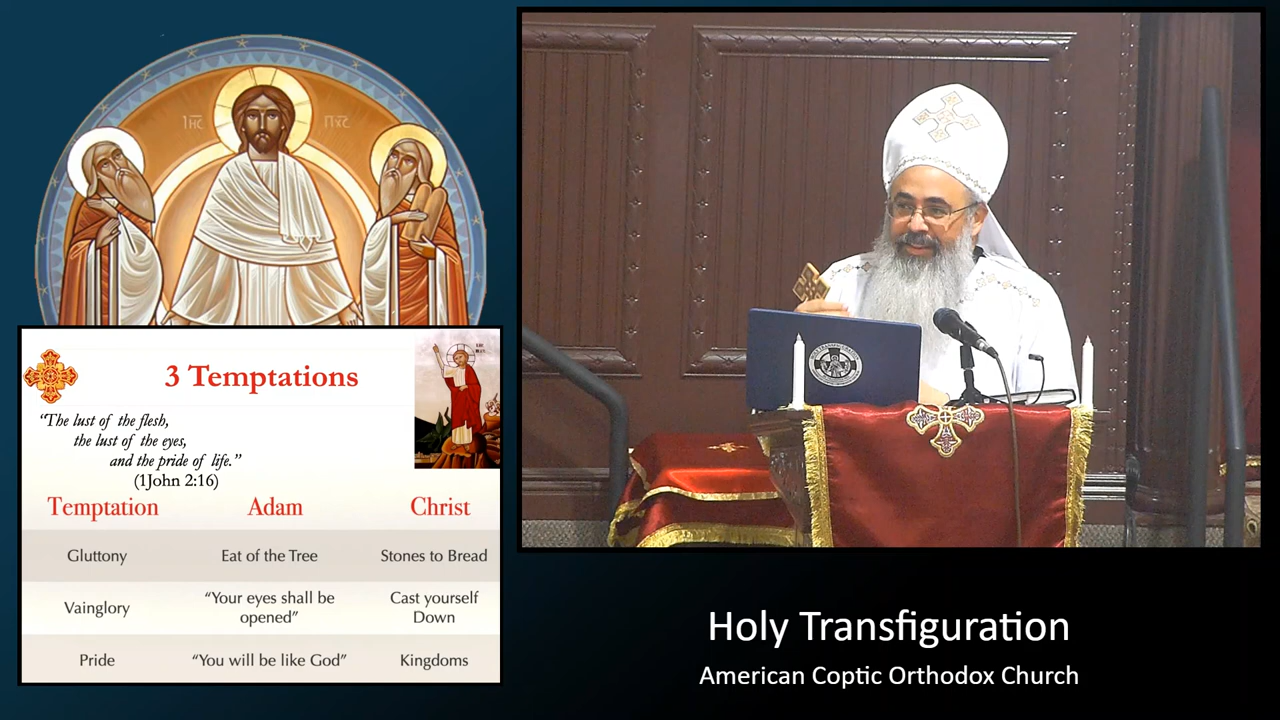 3 Temptations
“The lust of the flesh,
the lust of the eyes,
and the pride of life.”
(1John 2:16)
Temptation Adam Christ
Gluttony Eat of the Tree Stones to Bread
Vainglory “Your eyes shall be opened” Cast yourself Down
Pride “You will be like God” Kingdoms
Holy Transfiguration
American Coptic Orthodox Church